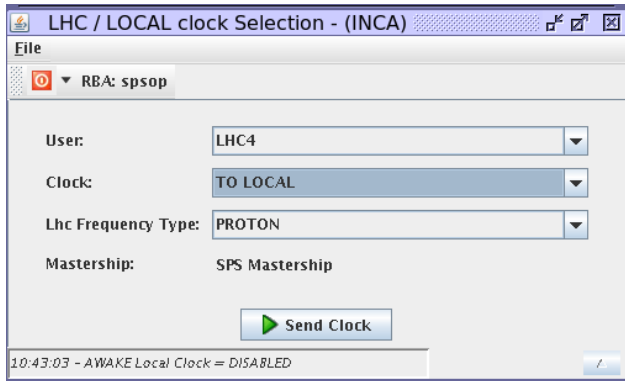 LHC / LOCAL clock Selection - (INCA)
File
RBA: spsop
User: LHC4
Clock: TO LOCAL
Lhc Frequency Type: PROTON
Mastership: SPS Mastership
Send Clock
10:43:03 - AWAKE Local Clock = DISABLED